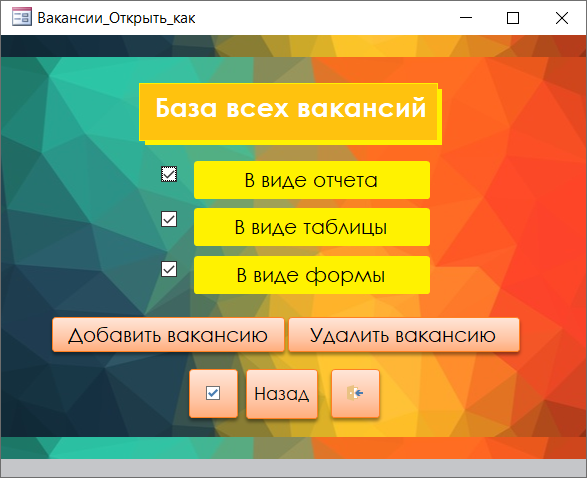 Вакансии_Открыть_как
База всех вакансий
В виде отчета
В виде таблицы
В виде формы
Добавить вакансию Удалить вакансию
Назад